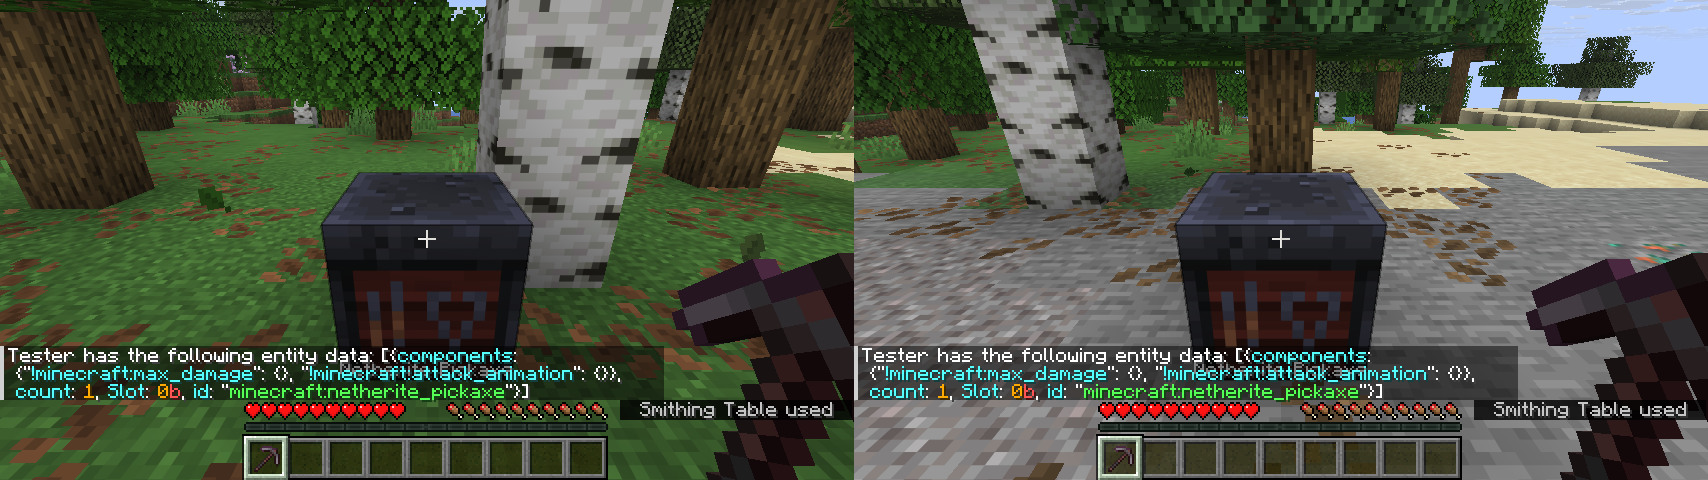 Tester has the following entity data: [{components:
{"!minecraft:max_damage": {}, "!minecraft:attack_animation": {}},
count: 1, Slot: 0b, id: "minecraft:netherite_pickaxe"}]
Smithing Table used
Tester has the following entity data: [{components:
{"!minecraft:max_damage": {}, "!minecraft:attack_animation": {}},
count: 1, Slot: 0b, id: "minecraft:netherite_pickaxe"}]
Smithing Table used